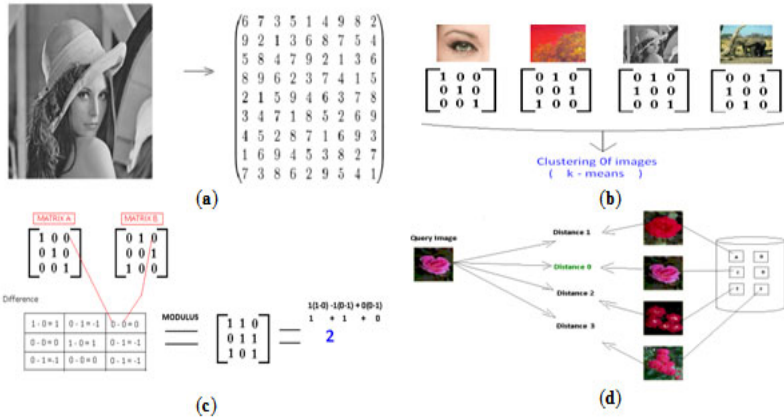 6 7 3 5 1 4 9 8 2
9 2 1 3 6 8 7 5 4
5 8 4 7 9 2 1 3 6
8 9 6 2 3 7 4 1 5
2 1 5 9 4 6 3 7 8
3 4 7 1 8 5 2 6 9
4 5 2 8 7 1 6 9 3
1 6 9 4 5 3 8 2 7
7 3 8 6 2 9 5 4 1
(a)
1 0 0 0 1 0 0 1 0 0 0 1
0 1 0 0 0 1 1 0 0 1 0 0
0 0 1 1 0 0 0 0 1 0 1 0
Clustering Of images
( k - means )
(b)
MATRIX A MATRIX B
1 0 0 0 1 0
0 1 0 0 0 1
0 0 1 1 0 0
Difference
1 - 0 = 1 0 - 1 = -1 0 - 0 = 0
0 - 0 = 0 1 - 0 = 1 0 - 1 = -1
0 - 1 = -1 0 - 0 = 0 0 - 1 = -1
MODULUS
1 1 0
0 1 1
1 0 1
1(1-0) -1(0-1) + 0(0-1)
1 + 1 + 0
2
(c)
Query Image
Distance 1
Distance 0
Distance 2
Distance 3
(d)